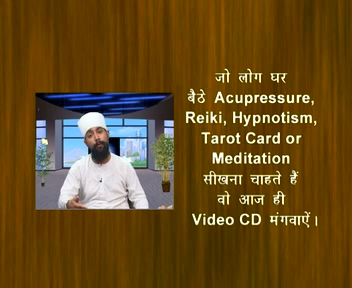 जो लोग घर
बैठे Acupressure,
Reiki, Hypnotism,
Tarot Card or
Meditation
सीखना चाहते हैं
वो आज ही
Video CD मंगवाऐं।